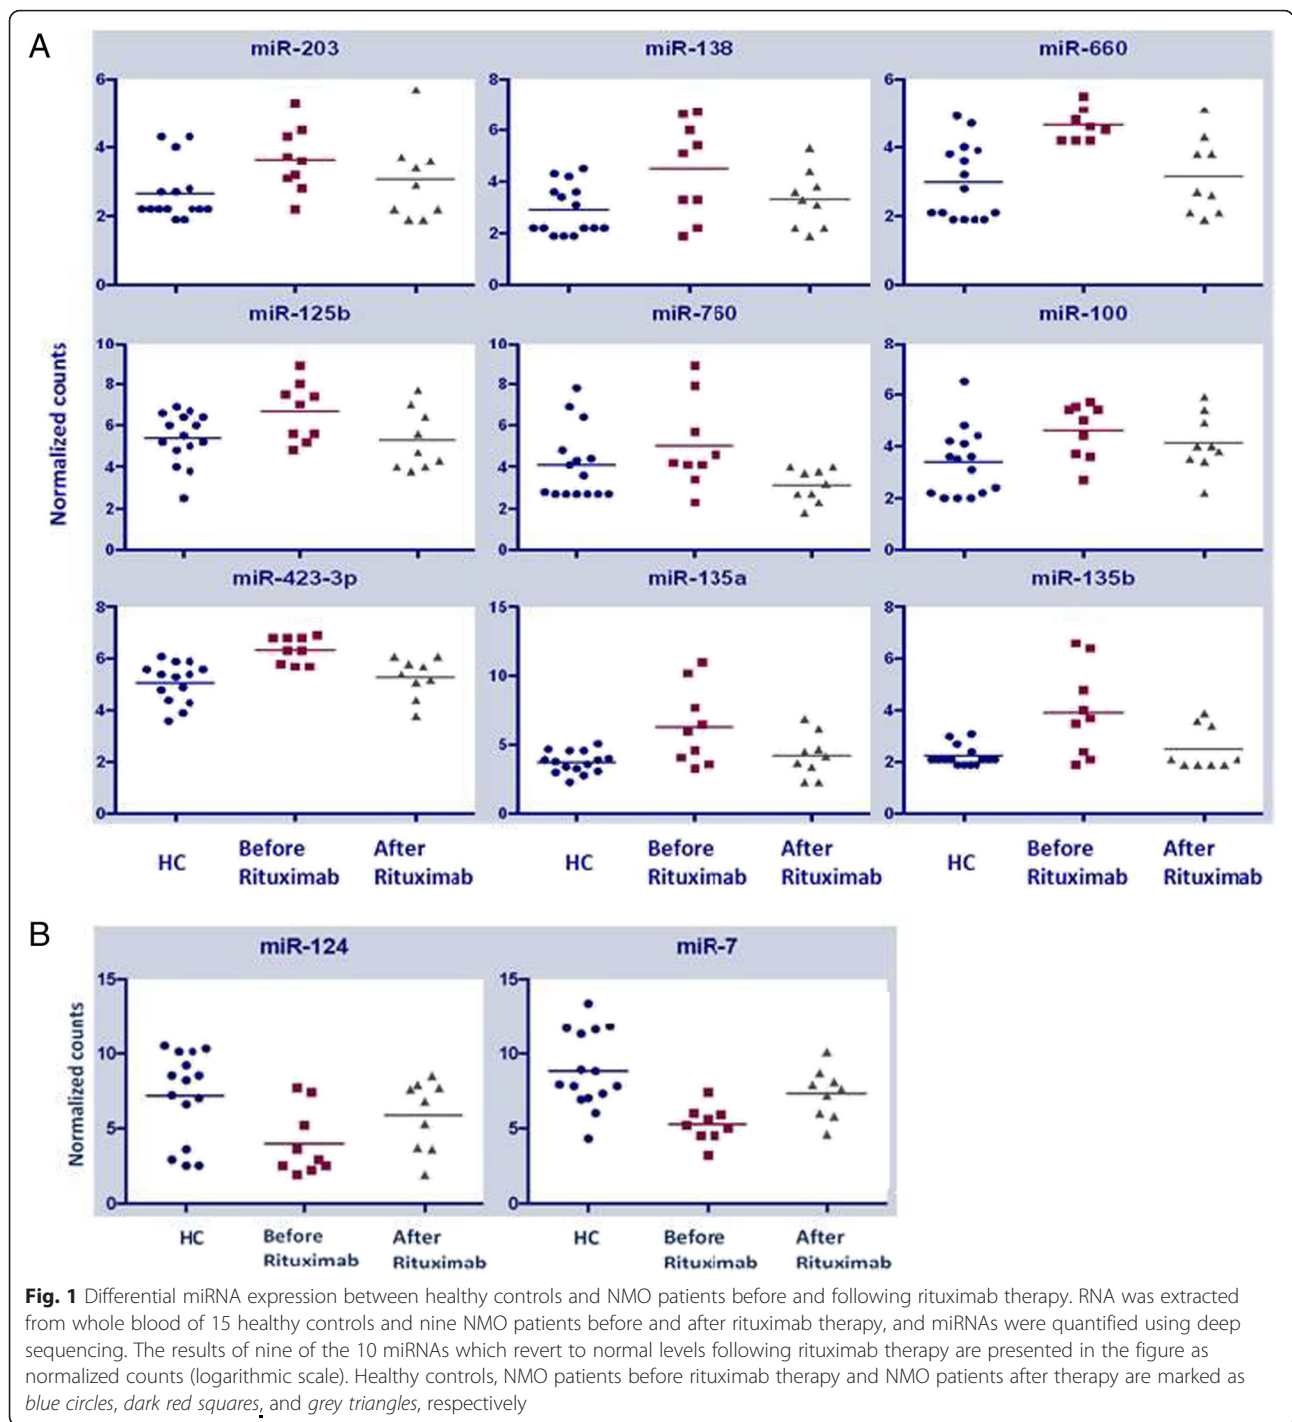 A
miR-203
miR-138
miR-660
6
4
2
0
8
6
4
2
0
6
4
2
0
miR-125b
miR-760
miR-100
Normalized counts
10
8
6
4
2
0
10
8
6
4
2
0
8
6
4
2
0
miR-423-3p
miR-135a
miR-135b
8
6
4
2
0
15
10
5
0
8
6
4
2
0
HC
Before
Rituximab
After
Rituximab
HC
Before
Rituximab
After
Rituximab
HC
Before
Rituximab
After
Rituximab
B
miR-124
miR-7
Normalized counts
15
10
5
0
15
10
5
0
HC
Before
Rituximab
After
Rituximab
HC
Before
Rituximab
After
Rituximab
Fig. 1 Differential miRNA expression between healthy controls and NMO patients before and following rituximab therapy. RNA was extracted
from whole blood of 15 healthy controls and nine NMO patients before and after rituximab therapy, and miRNAs were quantified using deep
sequencing. The results of nine of the 10 miRNAs which revert to normal levels following rituximab therapy are presented in the figure as
normalized counts (logarithmic scale). Healthy controls, NMO patients before rituximab therapy and NMO patients after therapy are marked as
blue circles, dark red squares, and grey triangles, respectively